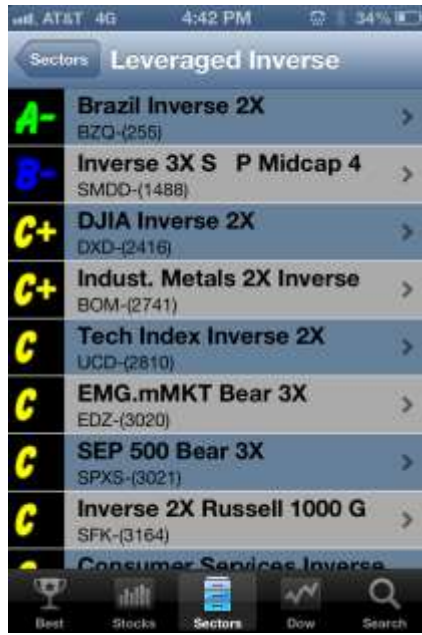 AT&T 4G 4:42 PM 34%
Sectors Leveraged Inverse
A- Brazil Inverse 2X
BZQ-(255)
B- Inverse 3X S P Midcap 4
SMDD-(1488)
C+ DJIA Inverse 2X
DXD-(2416)
C+ Indust. Metals 2X Inverse
BOM-(2741)
C Tech Index Inverse 2X
UCD-(2810)
C EMG.mMKT Bear 3X
EDZ-(3020)
C SEP 500 Bear 3X
SPXS-(3021)
C Inverse 2X Russell 1000 G
SFK-(3164)
Consumer Services Inverse
Best Stocks Sectors Dow Search